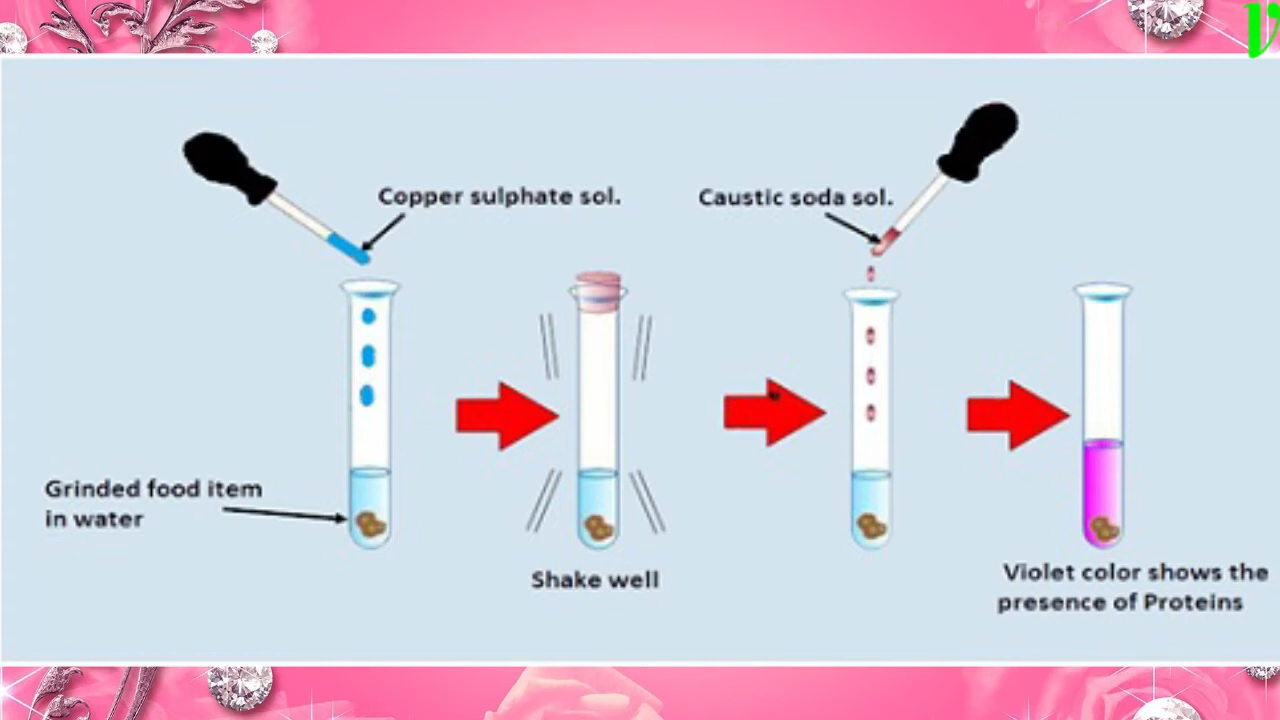 Copper sulphate sol.
Caustic soda sol.
Grinded food item
in water
Shake well
Violet color shows the
presence of Proteins